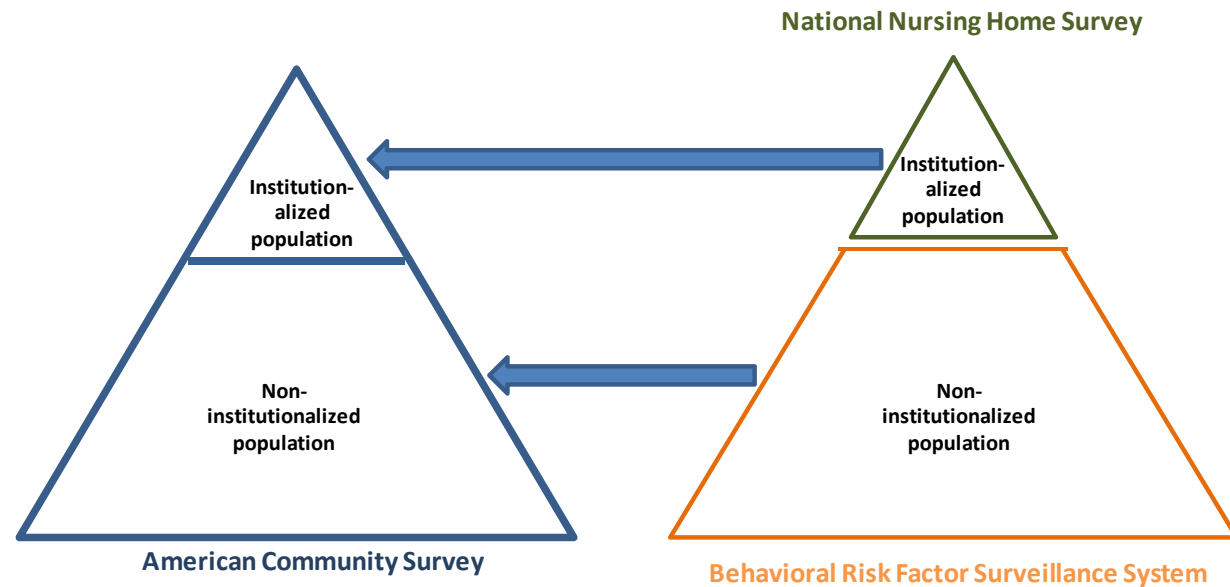 National Nursing Home Survey
Institution-
alized
population
Institution-
alized
population
Non-
institutionalized
population
Non-
institutionalized
population
American Community Survey
Behavioral Risk Factor Surveillance System